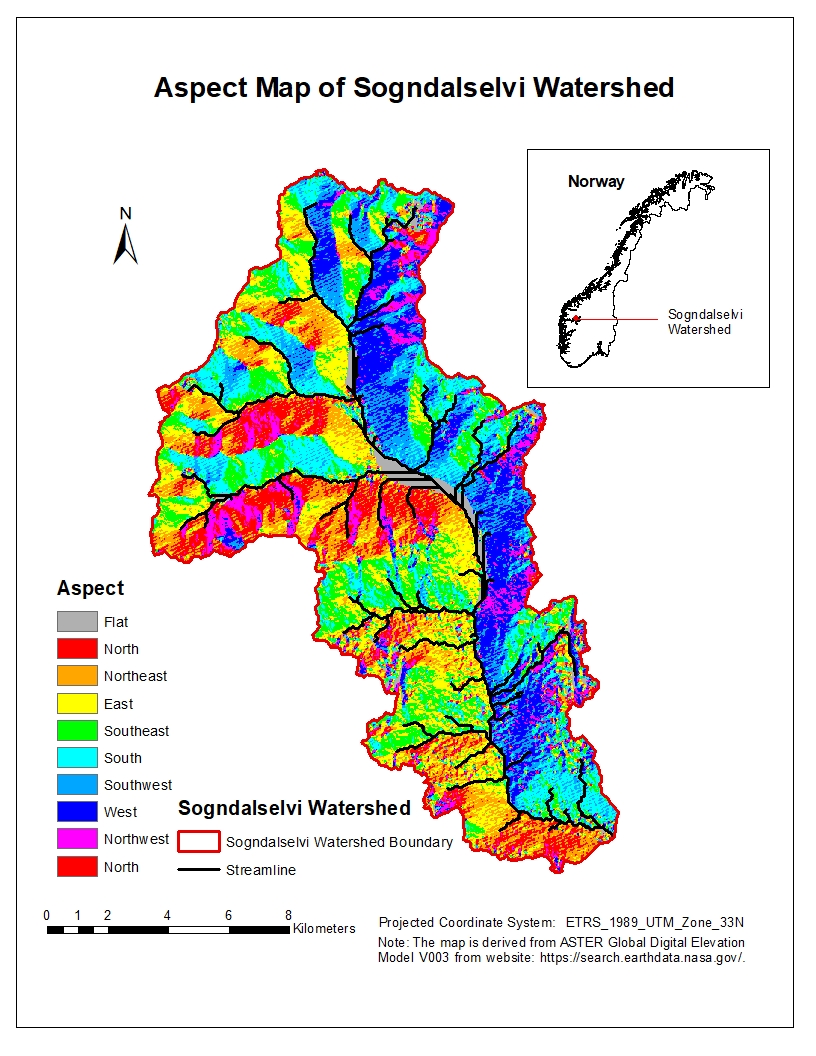 Aspect Map of Sogndalselvi Watershed
Norway
N
Sogndalselvi
Watershed
Aspect
Flat
North
Northeast
East
Southeast
South
Southwest
West
Northwest
North
Sogndalselvi Watershed
Sogndalselvi Watershed Boundary
Streamline
0 1 2 4 6 8
Kilometers
Projected Coordinate System: ETRS_1989_UTM_Zone_33N
Note: The map is derived from ASTER Global Digital Elevation
Model V003 from website: https://search.earthdata.nasa.gov/.